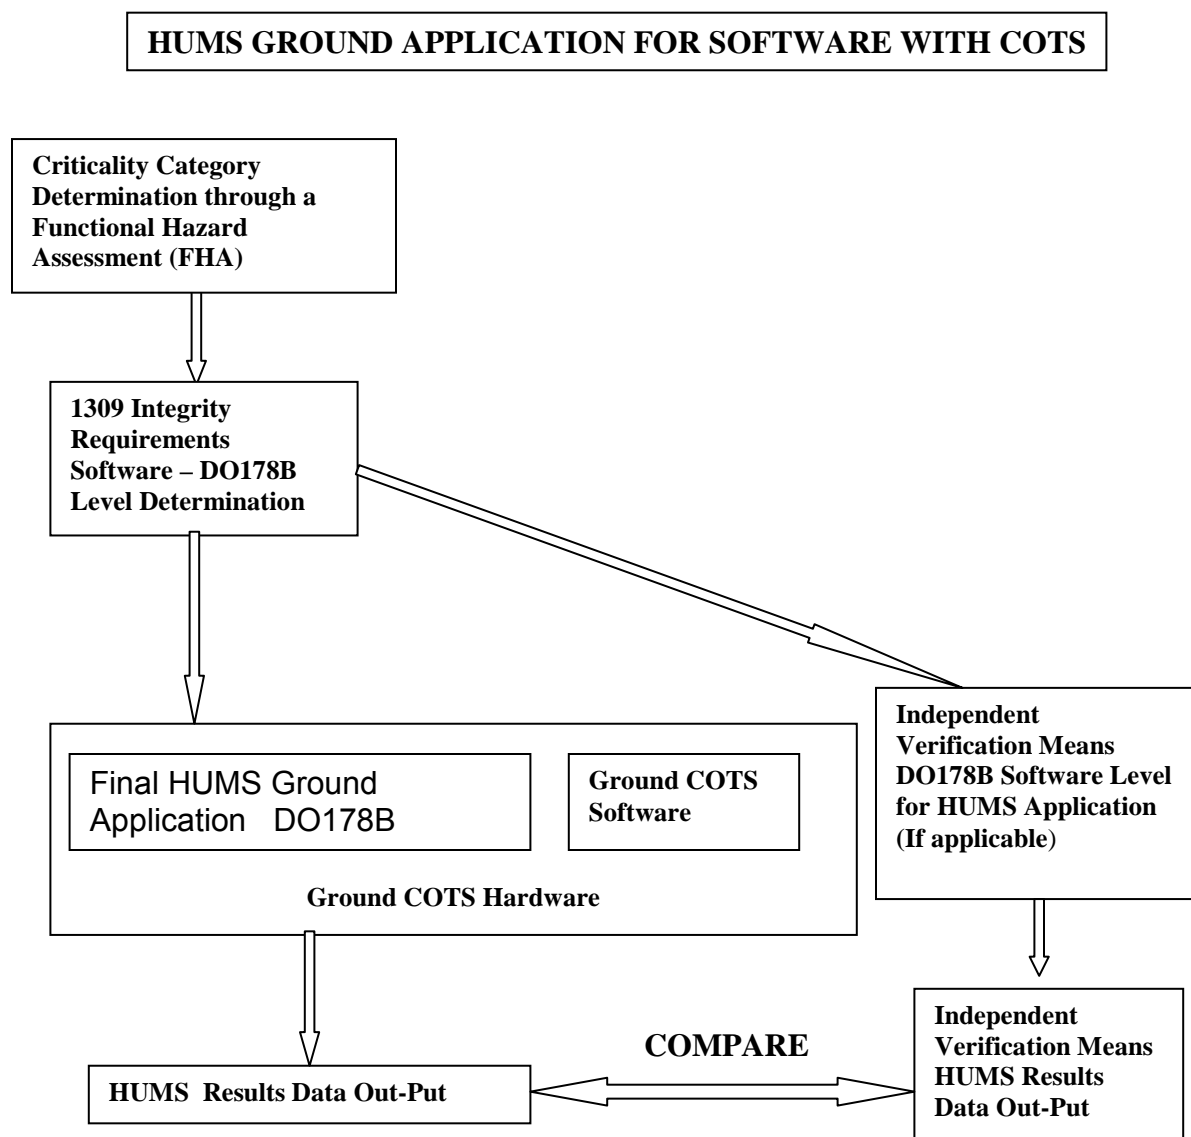 HUMS GROUND APPLICATION FOR SOFTWARE WITH COTS
Criticality Category
Determination through a
Functional Hazard
Assessment (FHA)
1309 Integrity
Requirements
Software – DO178B
Level Determination
Final HUMS Ground
Application DO178B
Ground COTS
Software
Ground COTS Hardware
Independent
Verification Means
DO178B Software Level
for HUMS Application
(If applicable)
HUMS Results Data Out-Put
COMPARE
Independent
Verification Means
HUMS Results
Data Out-Put